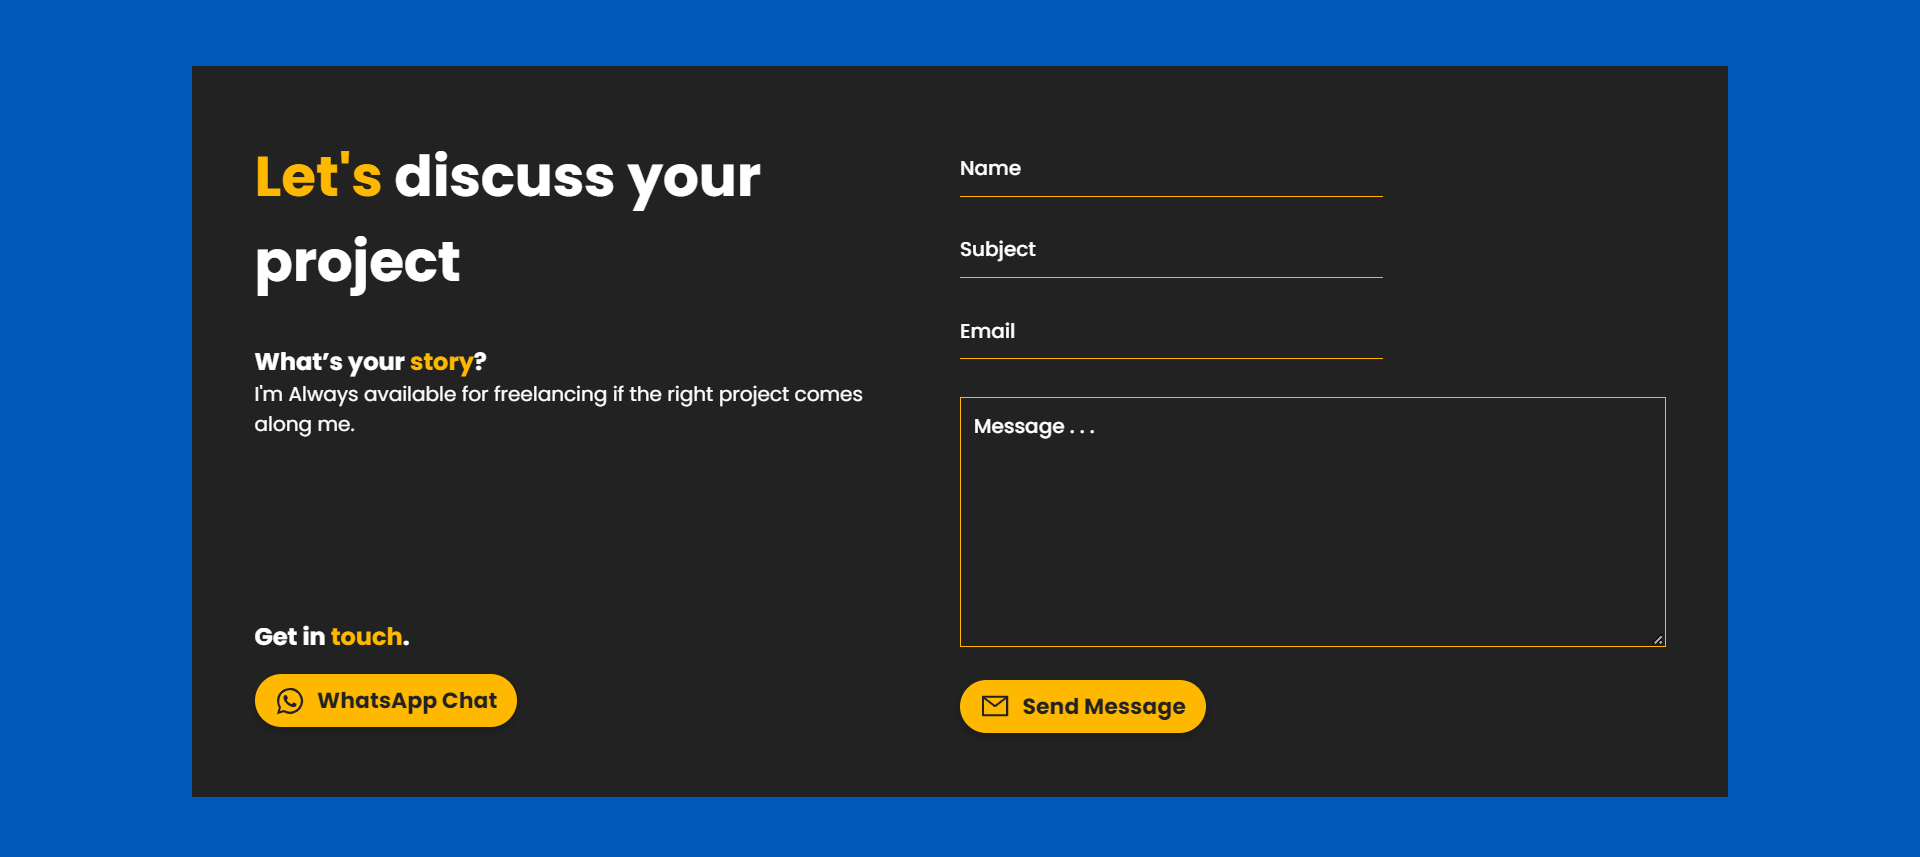 Let's discuss your
project
What’s your story?
I'm Always available for freelancing if the right project comes
along me.
Get in touch.
WhatsApp Chat
Name
Subject
Email
Message . . .
Send Message